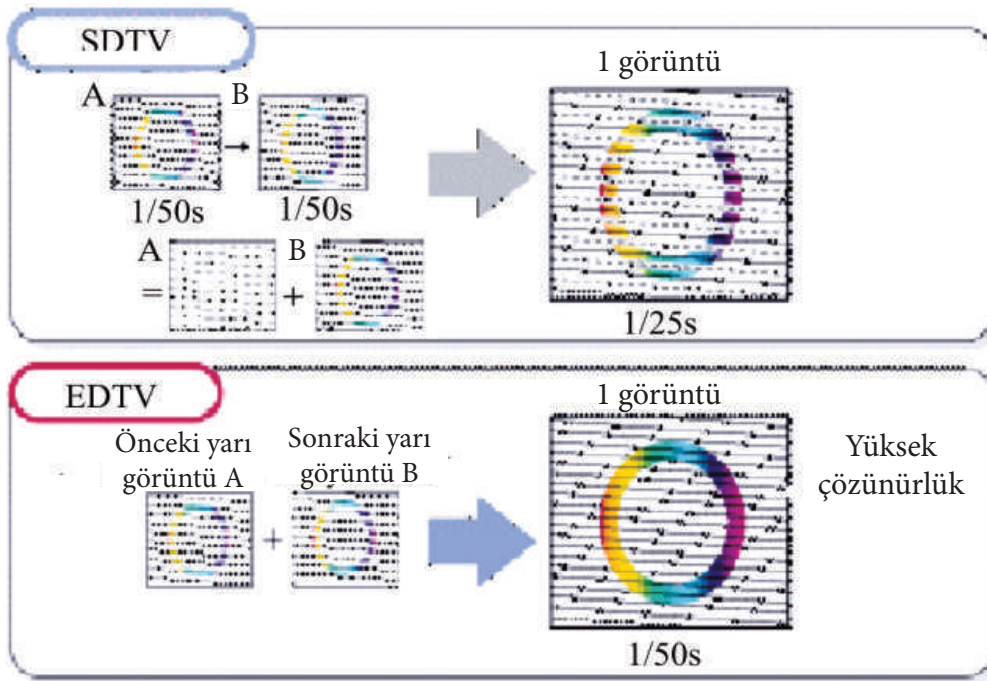 SDTV
1 görüntü
A B
1/50s 1/50s
A B
= +
1/25s
EDTV
1 görüntü
Önceki yarı
görüntü A
Sonraki yarı
görüntü B
+
Yüksek
çözünürlük
1/50s